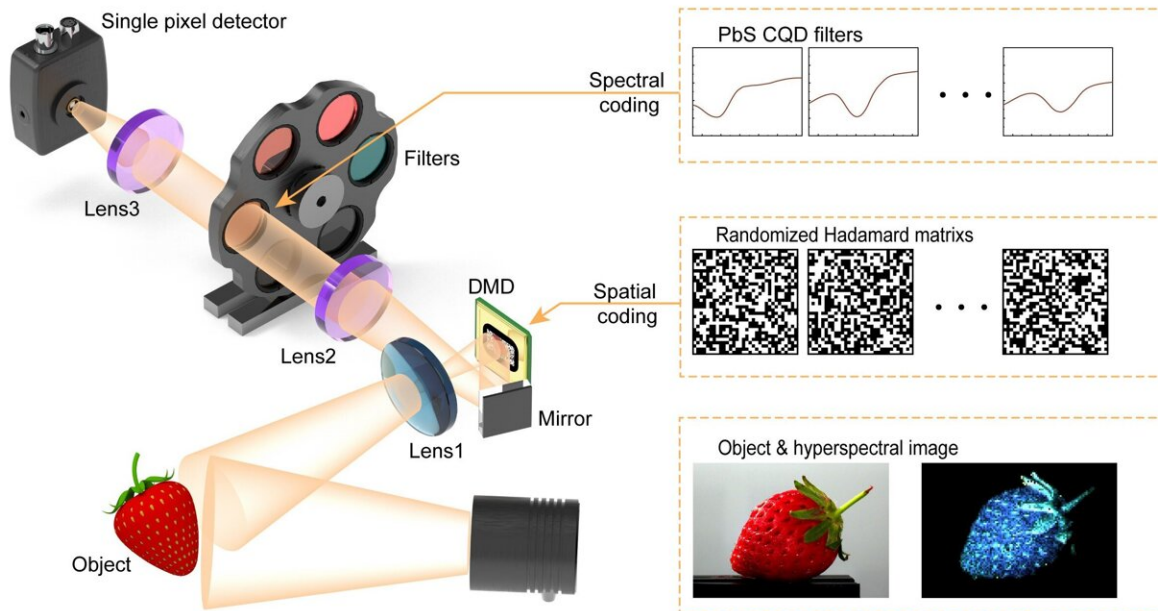 Single pixel detector
Lens3
Filters
Lens2
DMD
Mirror
Lens1
Object
Spectral
coding
PbS CQD filters
Spatial
coding
Randomized Hadamard matrixs
Object & hyperspectral image